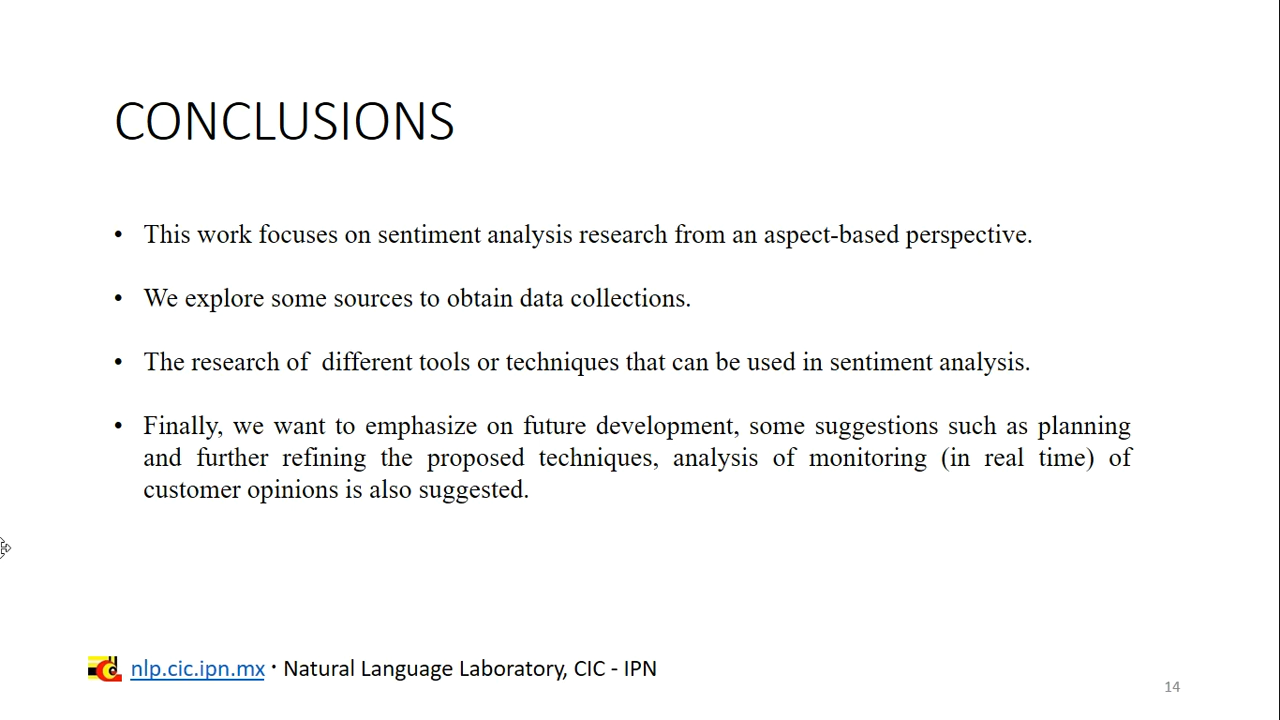 CONCLUSIONS
• This work focuses on sentiment analysis research from an aspect-based perspective.
• We explore some sources to obtain data collections.
• The research of  different tools or techniques that can be used in sentiment analysis.
• Finally, we want to emphasize on future development, some suggestions such as planning
and further refining the proposed techniques, analysis of monitoring (in real time) of
customer opinions is also suggested.
nlp.cic.ipn.mx · Natural Language Laboratory, CIC - IPN
14